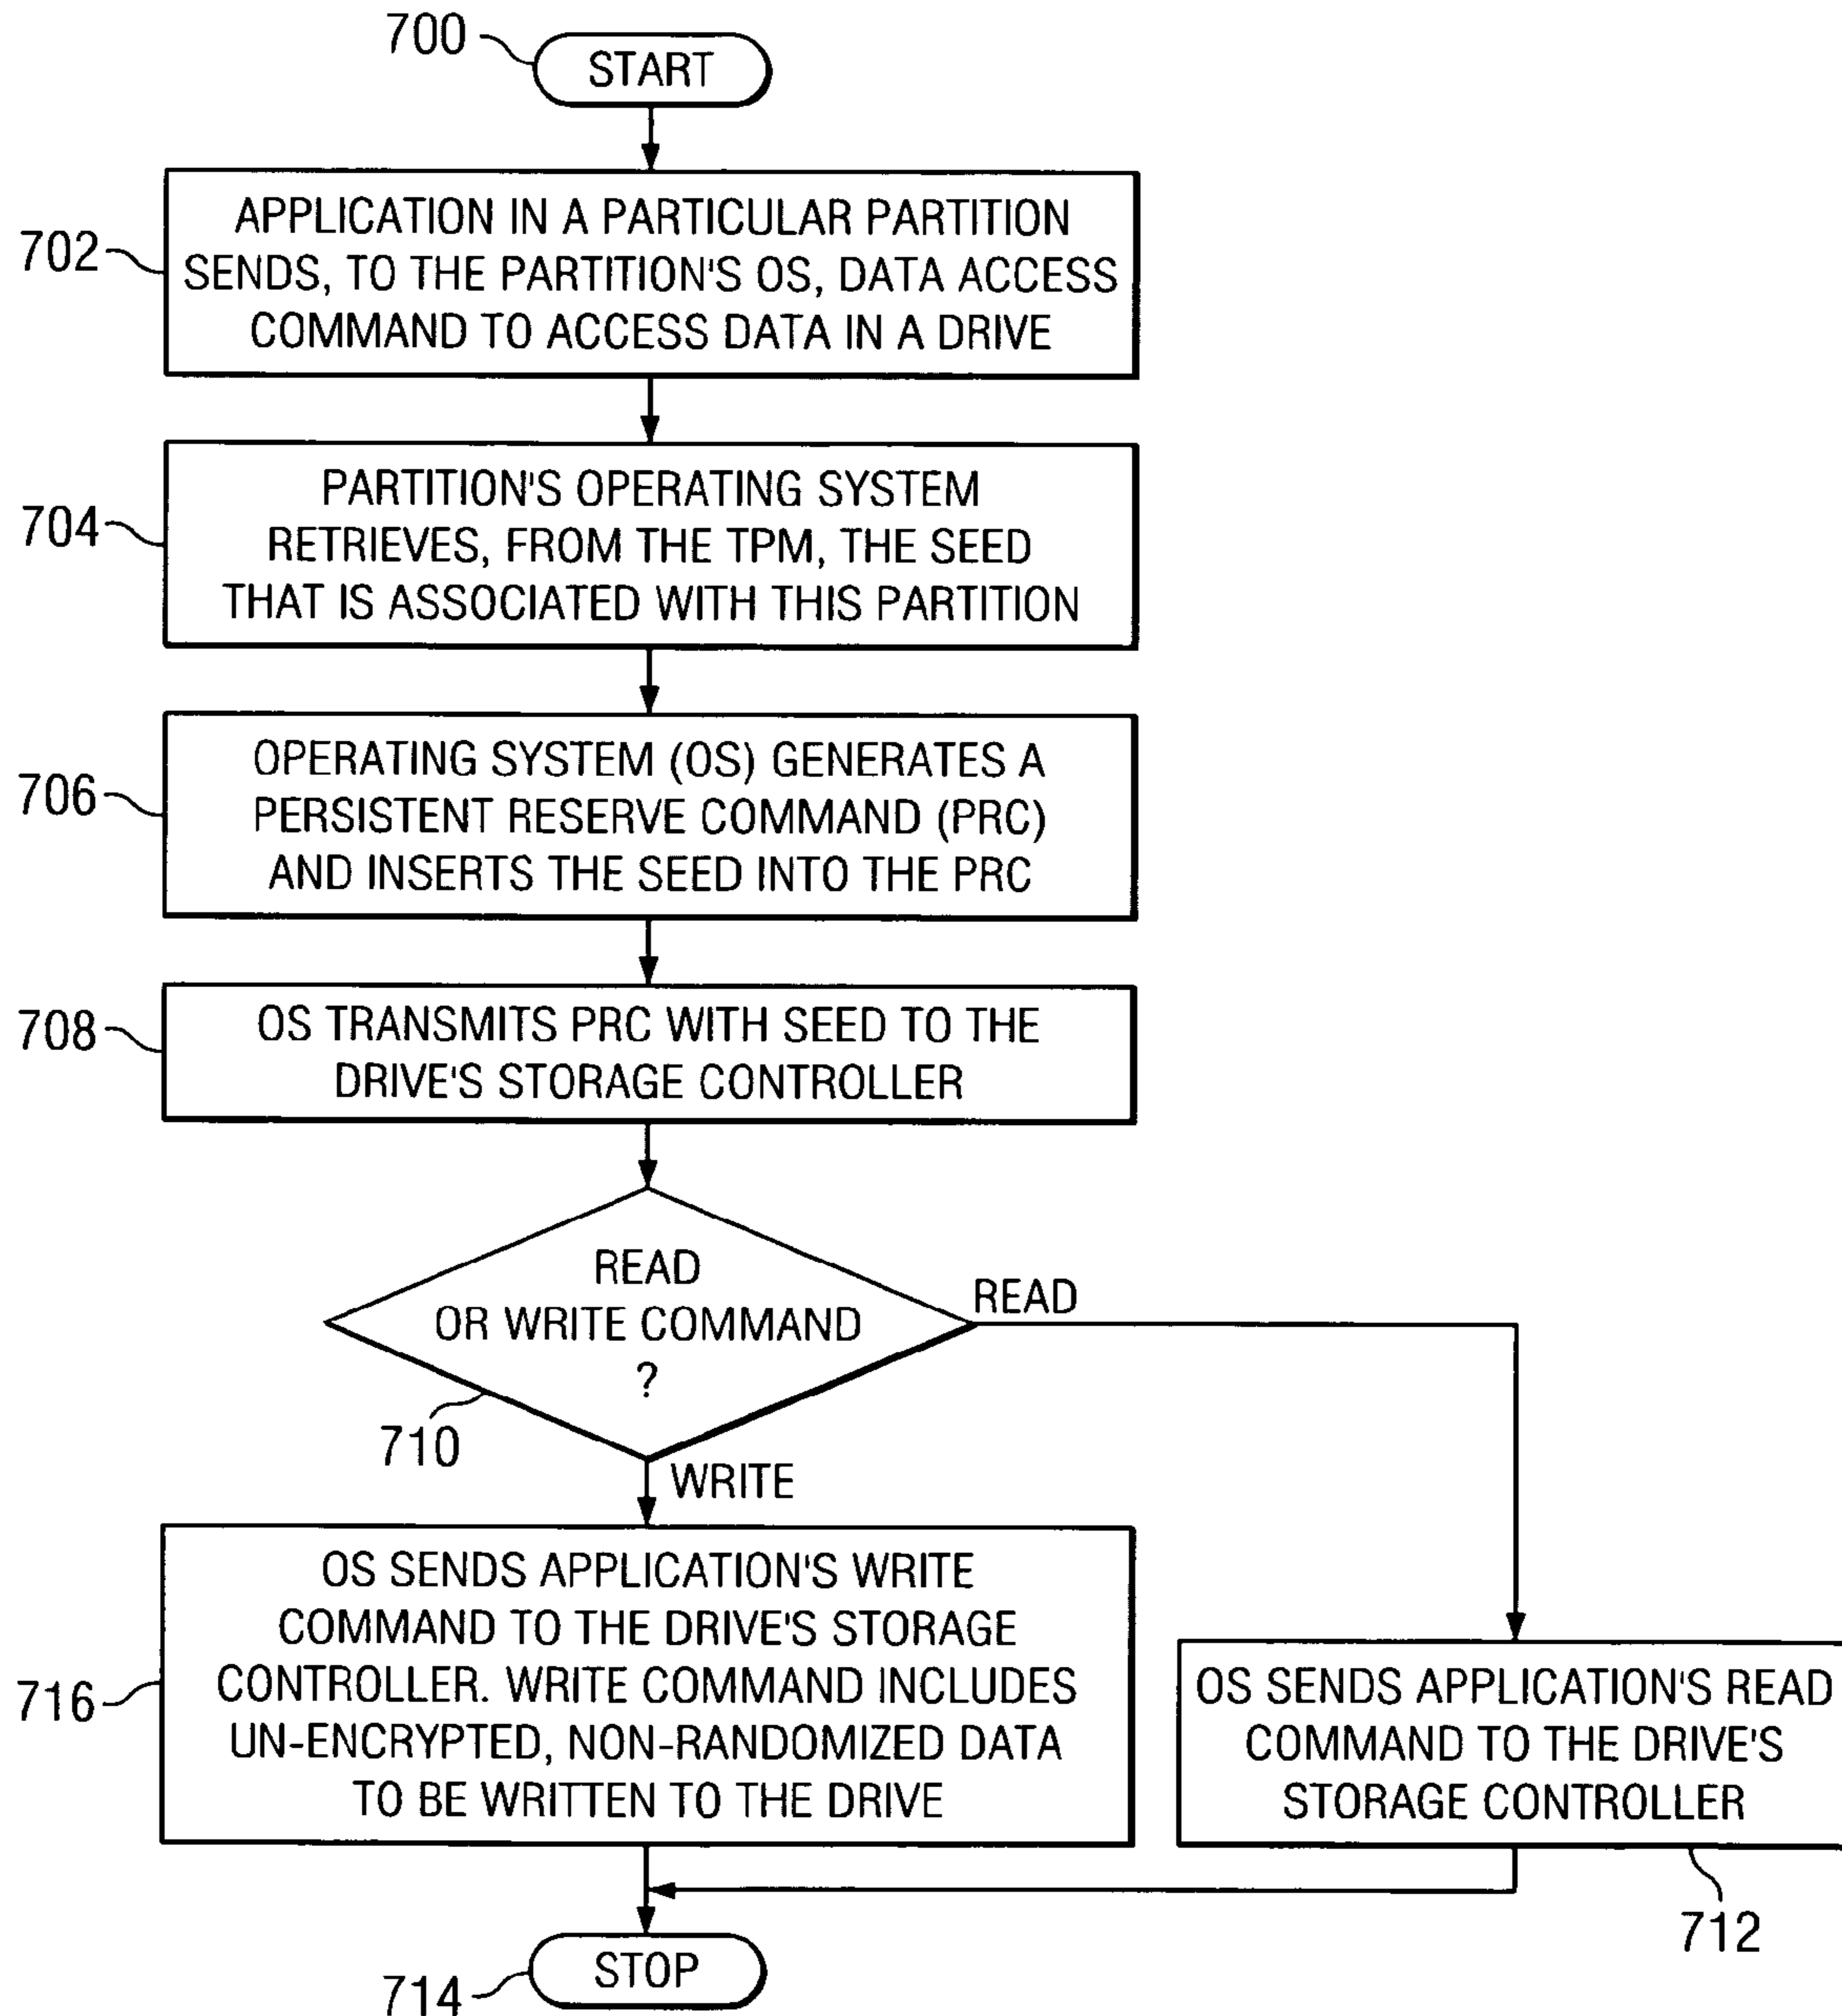 700
START
702
APPLICATION IN A PARTICULAR PARTITION
SENDS, TO THE PARTITION'S OS, DATA ACCESS
COMMAND TO ACCESS DATA IN A DRIVE
704
PARTITION'S OPERATING SYSTEM
RETRIEVES, FROM THE TPM, THE SEED
THAT IS ASSOCIATED WITH THIS PARTITION
706
OPERATING SYSTEM (OS) GENERATES A
PERSISTENT RESERVE COMMAND (PRC)
AND INSERTS THE SEED INTO THE PRC
708
OS TRANSMITS PRC WITH SEED TO THE
DRIVE'S STORAGE CONTROLLER
READ
OR WRITE COMMAND
?
READ
710
WRITE
716
OS SENDS APPLICATION'S WRITE
COMMAND TO THE DRIVE'S STORAGE
CONTROLLER. WRITE COMMAND INCLUDES
UN-ENCRYPTED, NON-RANDOMIZED DATA
TO BE WRITTEN TO THE DRIVE
OS SENDS APPLICATION'S READ
COMMAND TO THE DRIVE'S
STORAGE CONTROLLER
712
STOP
714